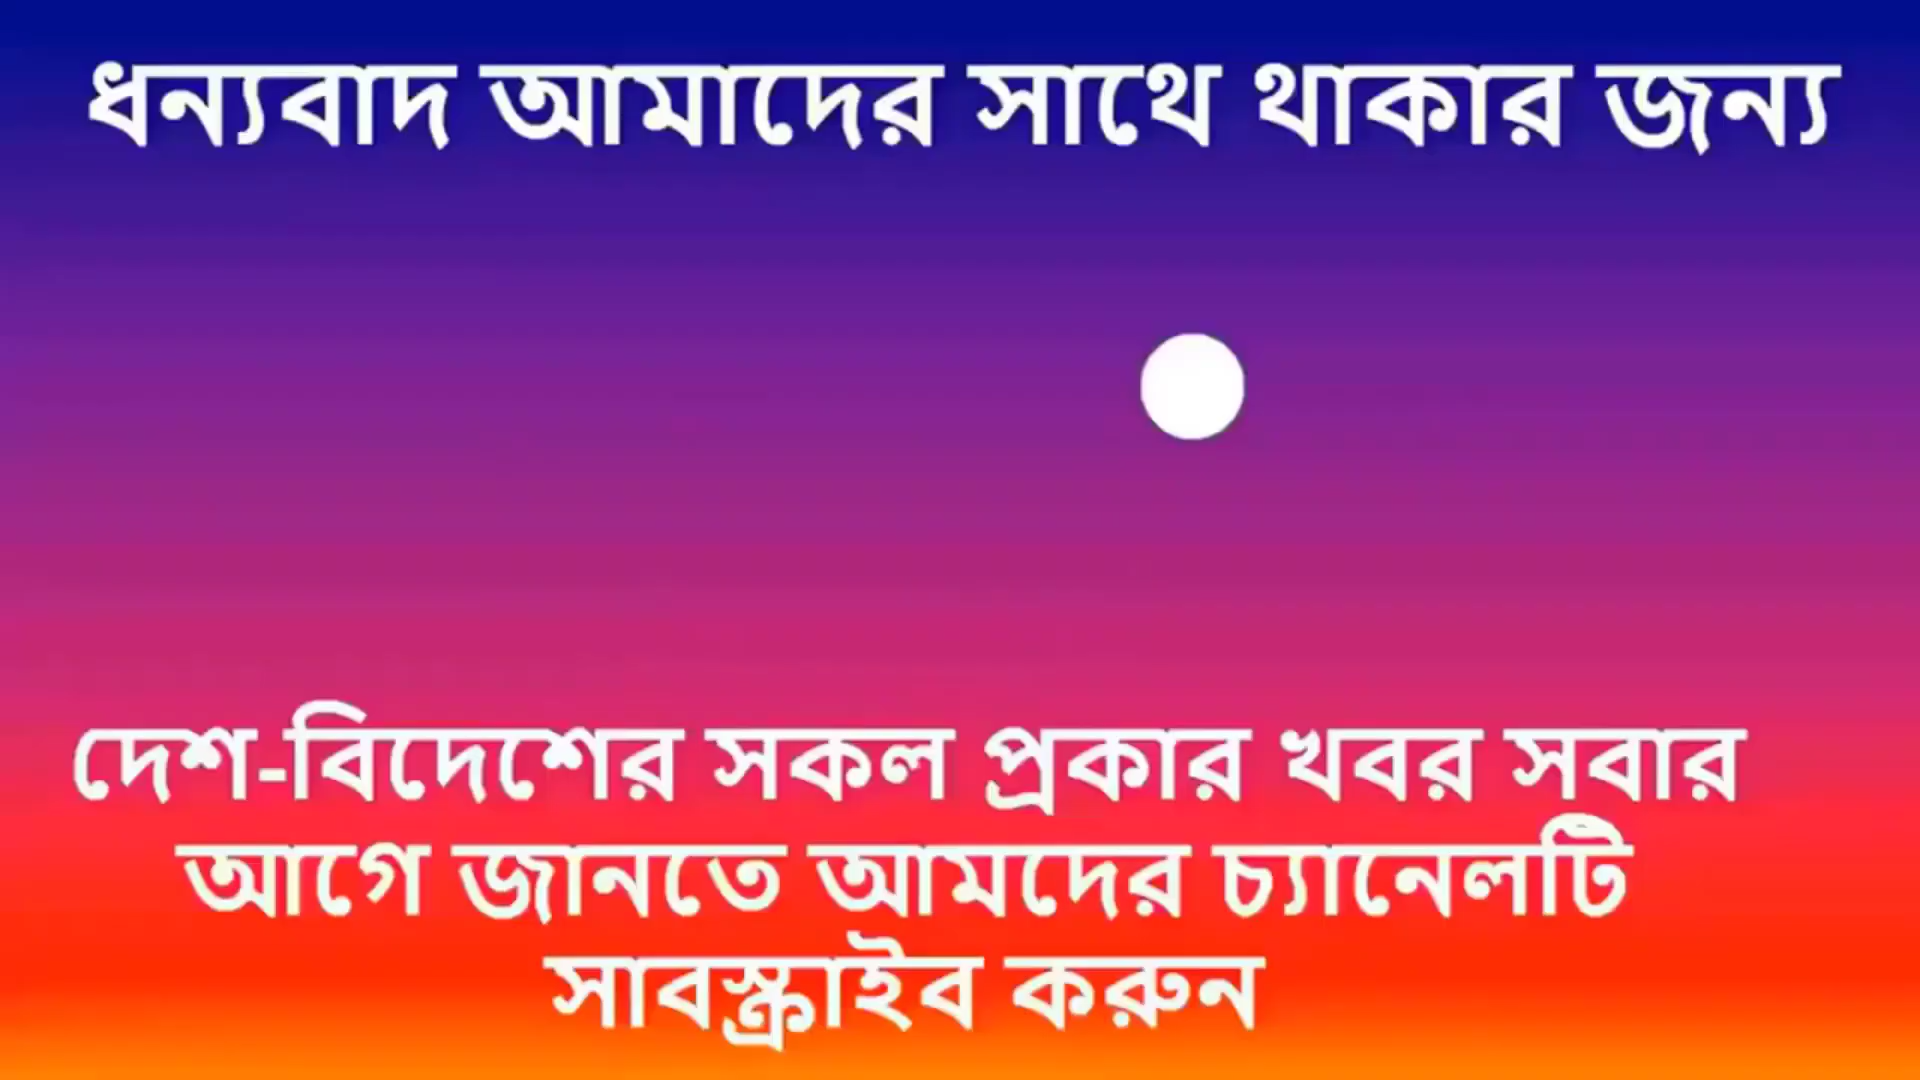 ধন্যবাদ আমাদের সাথে থাকার জন্য
দেশ-বিদেশের সকল প্রকার খবর সবার
আগে জানতে আমদের চ্যানেলটি
সাবস্ক্রাইব করুন